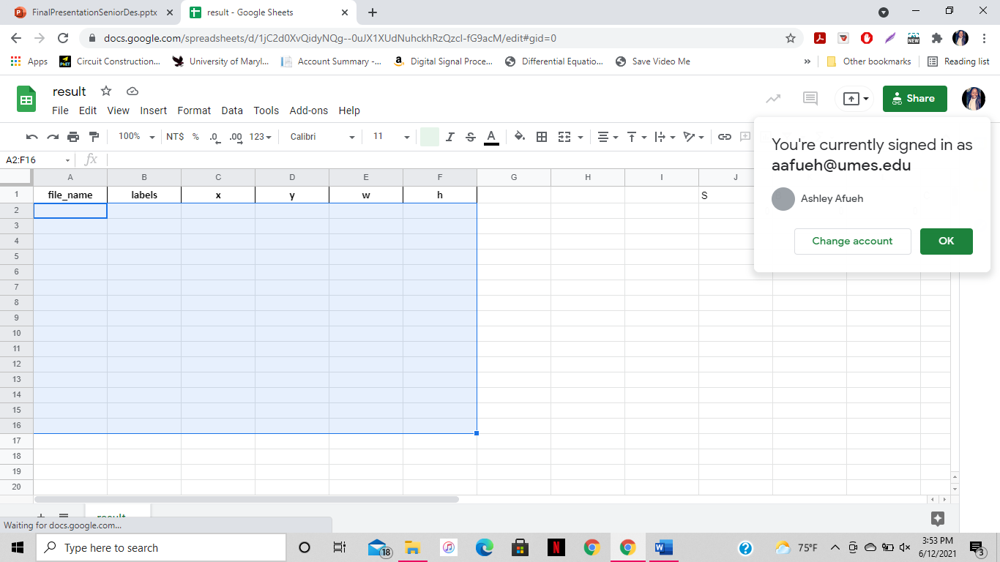 FinalPresentationSeniorDes.pptx
result - Google Sheets
docs.google.com/spreadsheets/d/1jC2d0XvQidyNQg--0uJX1XUdNuhckhRzQzcI-fG9acM/edit#gid=0
NEW
Apps
PhET
Circuit Construction...
University of Maryl...
Account Summary -...
Digital Signal Proce...
Differential Equatio...
Save Video Me
»
Other bookmarks
Reading list
result
File Edit View Insert Format Data Tools Add-ons Help
Share
100% NT$ % .0 .00 123 Calibri 11 I S A
A2:F16
fx
A B C D E F G H I J
1 file_name labels x y w h S
2
3
4
5
6
7
8
9
10
11
12
13
14
15
16
17
18
19
20
You're currently signed in as
aafueh@umes.edu
Ashley Afueh
Change account
OK
result
Waiting for docs.google.com...
Type here to search
18
N
W
?
75°F
3:53 PM
6/12/2021
3